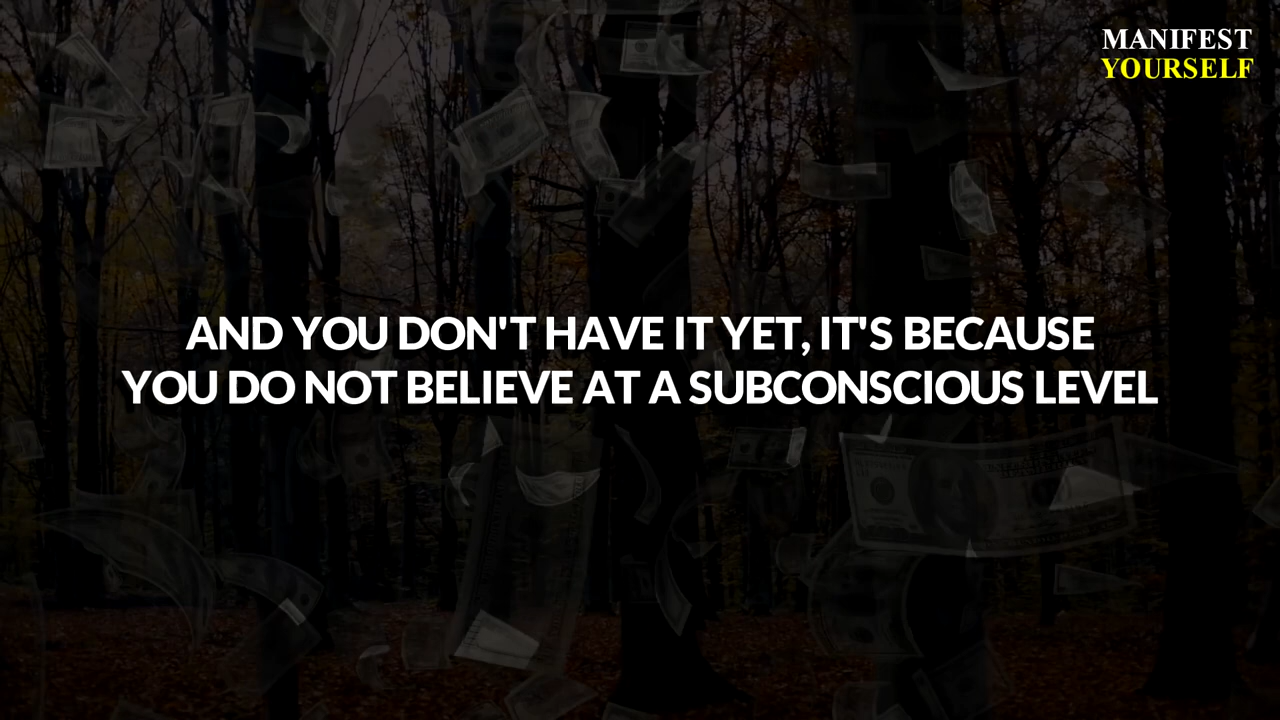 MANIFEST
YOURSELF
AND YOU DON'T HAVE IT YET, IT'S BECAUSE
YOU DO NOT BELIEVE AT A SUBCONSCIOUS LEVEL